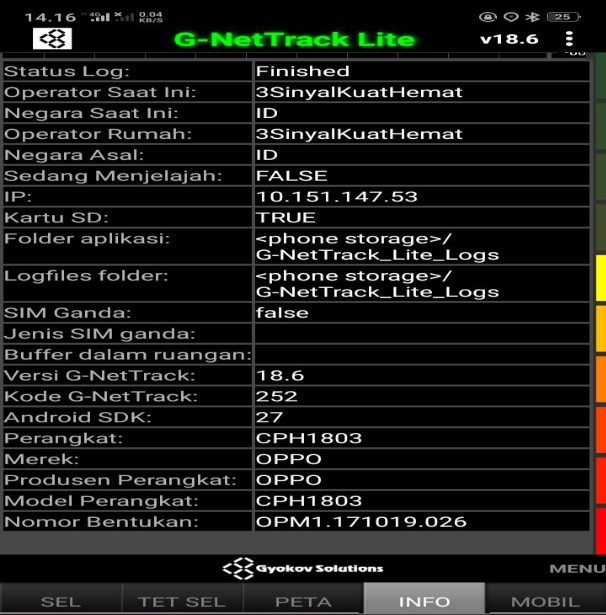 14.16 4G 0.04 KB/S 25
G-NetTrack Lite v18.6
Status Log: Finished
Operator Saat Ini: 3SinyalKuatHemat
Negara Saat Ini: ID
Operator Rumah: 3SinyalKuatHemat
Negara Asal: ID
Sedang Menjelajah: FALSE
IP: 10.151.147.53
Kartu SD: TRUE
Folder aplikasi: <phone storage>/
G-NetTrack_Lite_Logs
Logfiles folder: <phone storage>/
G-NetTrack_Lite_Logs
SIM Ganda: false
Jenis SIM ganda:
Buffer dalam ruangan:
Versi G-NetTrack: 18.6
Kode G-NetTrack: 252
Android SDK: 27
Perangkat: CPH1803
Merek: OPPO
Produsen Perangkat: OPPO
Model Perangkat: CPH1803
Nomor Bentukan: OPM1.171019.026
Gyokov Solutions MENU
SEL TET SEL PETA INFO MOBIL